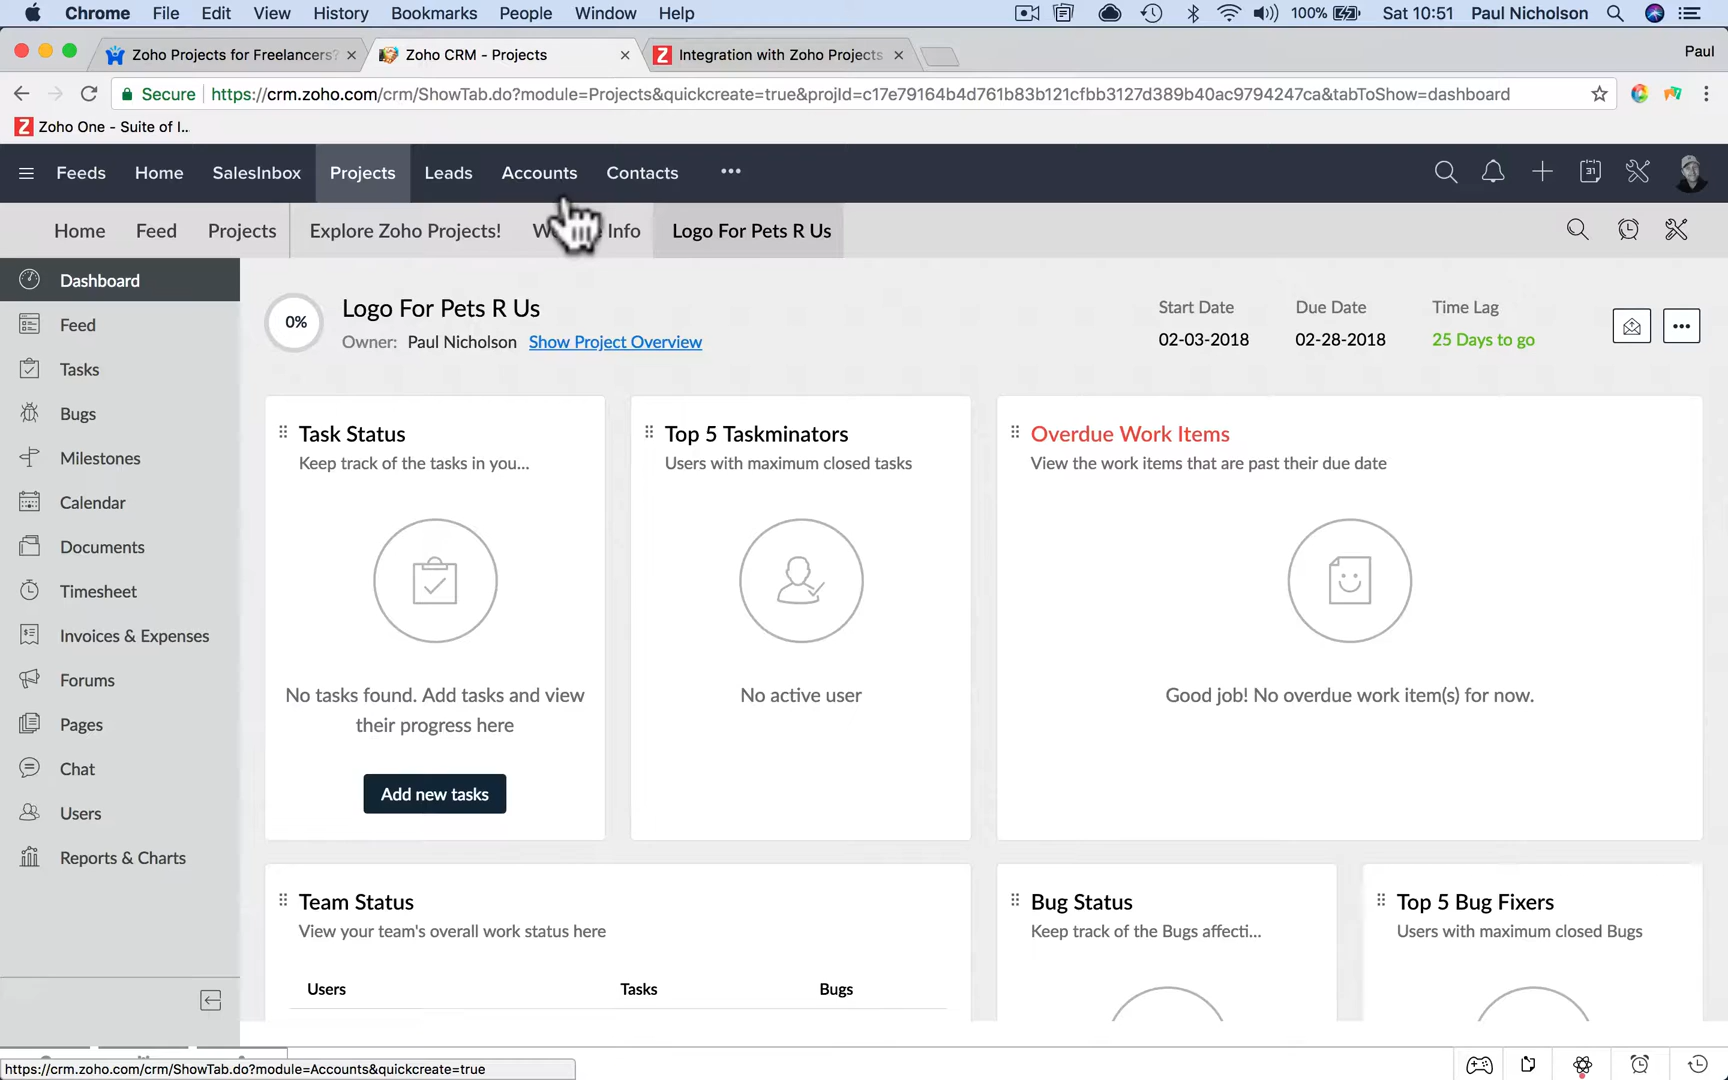 Chrome File Edit View History Bookmarks People Window Help 100% Sat 10:51 Paul Nicholson
Zoho Projects for Freelancers? Zoho CRM - Projects Integration with Zoho Projects Paul
Secure https://crm.zoho.com/crm/ShowTab.do?module=Projects&quickcreate=true&projId=c17e79164b4d761b83b121cfbb3127d389b40ac9794247ca&tabToShow=dashboard
Zoho One - Suite of I..
Feeds Home SalesInbox Projects Leads Accounts Contacts
Home Feed Projects Explore Zoho Projects! Info Logo For Pets R Us
Dashboard
Feed
Tasks
Bugs
Milestones
Calendar
Documents
Timesheet
Invoices & Expenses
Forums
Pages
Chat
Users
Reports & Charts
0%
Logo For Pets R Us
Owner: Paul Nicholson Show Project Overview
Start Date
02-03-2018
Due Date
02-28-2018
Time Lag
25 Days to go
Task Status
Keep track of the tasks in you...
No tasks found. Add tasks and view
their progress here
Add new tasks
Top 5 Taskminators
Users with maximum closed tasks
No active user
Overdue Work Items
View the work items that are past their due date
Good job! No overdue work item(s) for now.
Team Status
View your team's overall work status here
Users Tasks Bugs
Bug Status
Keep track of the Bugs affecti...
Top 5 Bug Fixers
Users with maximum closed Bugs
https://crm.zoho.com/crm/ShowTab.do?module=Accounts&quickcreate=true